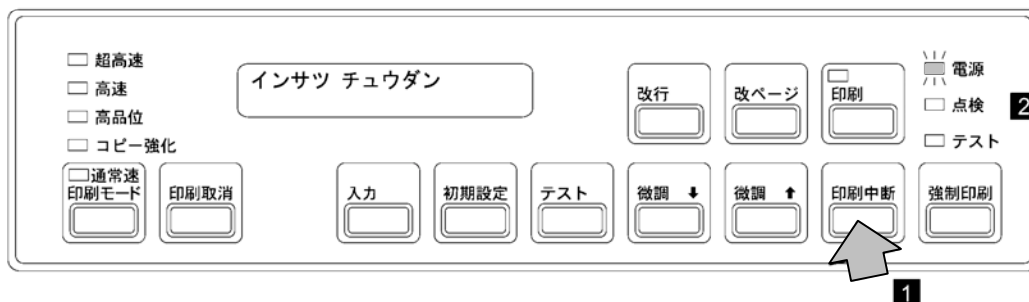 超高速
高速
高品位
コピー強化
インサツ チュウダン
改行
改ページ
印刷
電源
点検
テスト
2
通常速
印刷モード
印刷取消
入力
初期設定
テスト
微調 ⬇
微調 ⬆
印刷中断
強制印刷
1